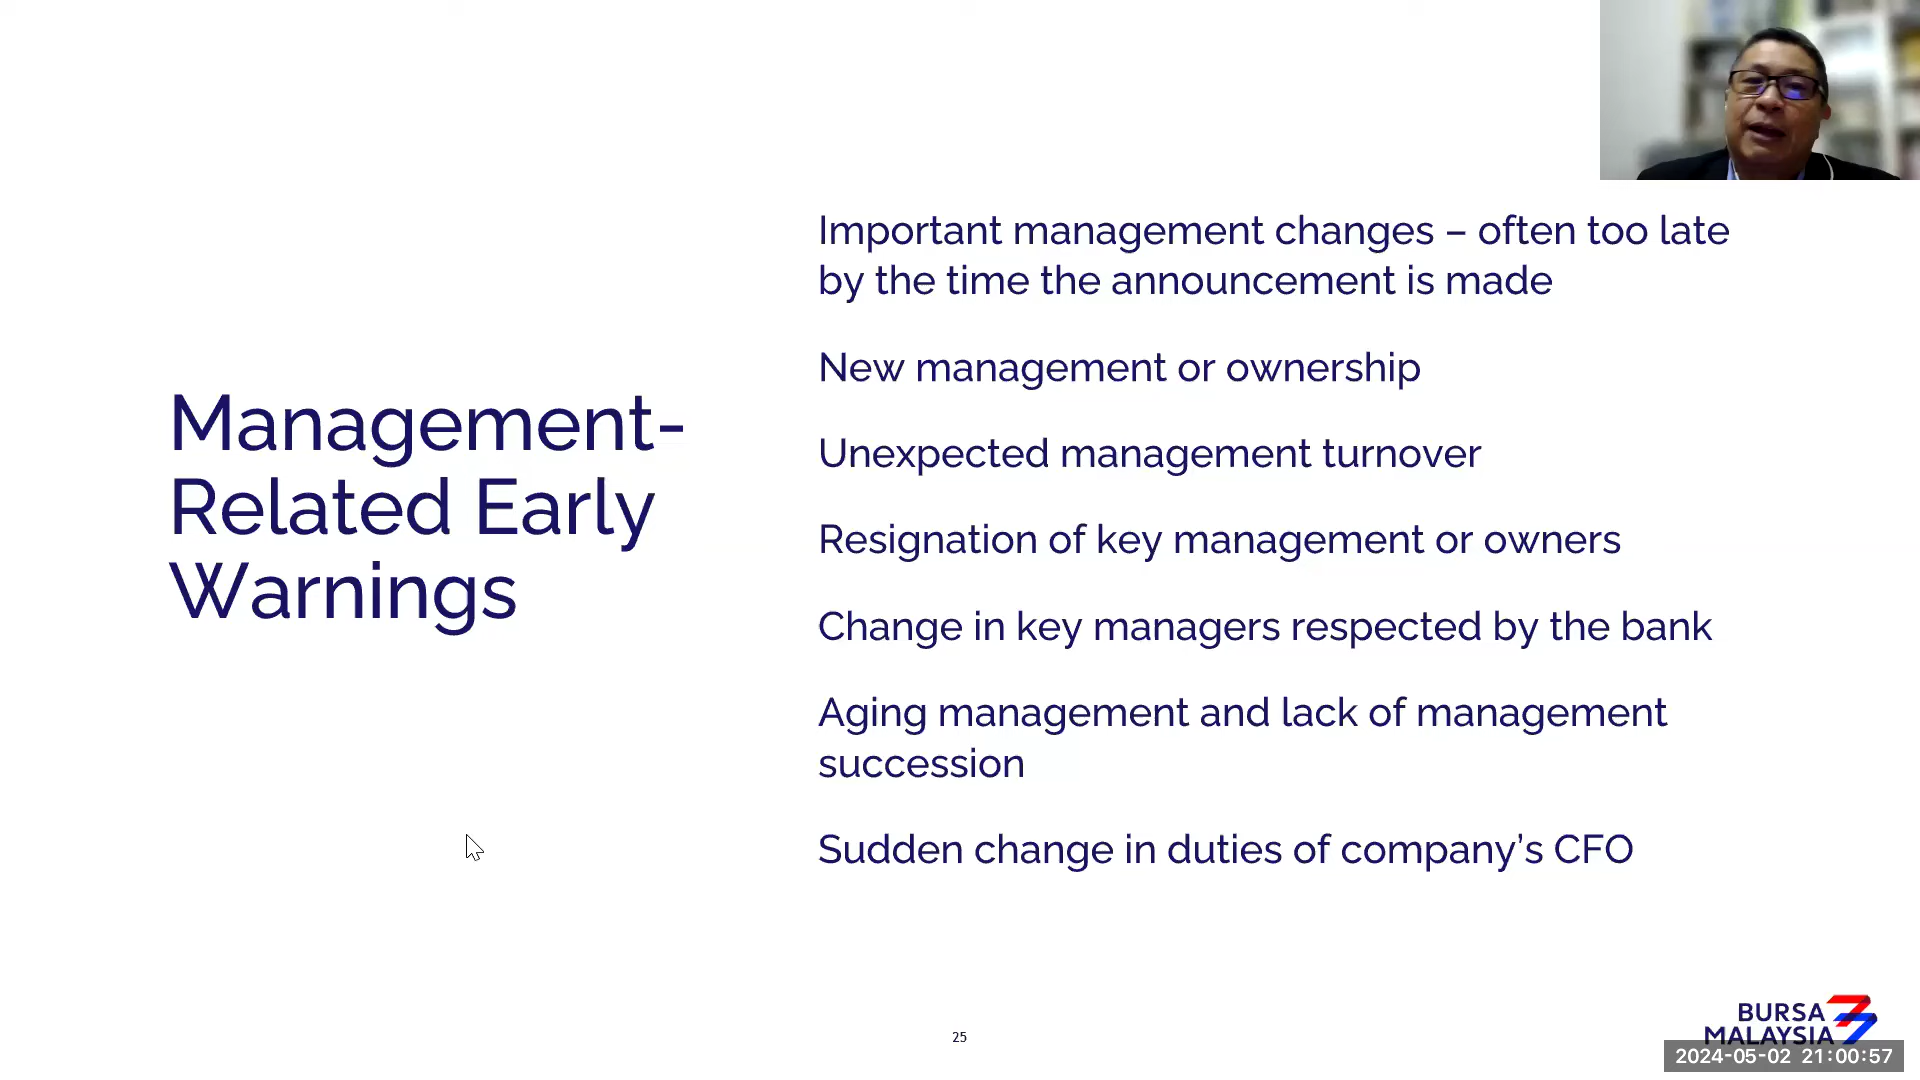 Management-
Related Early
Warnings
Important management changes – often too late
by the time the announcement is made
New management or ownership
Unexpected management turnover
Resignation of key management or owners
Change in key managers respected by the bank
Aging management and lack of management
succession
Sudden change in duties of company’s CFO
25
BURSA
MALAYSIA
2024-05-02 21:00:57